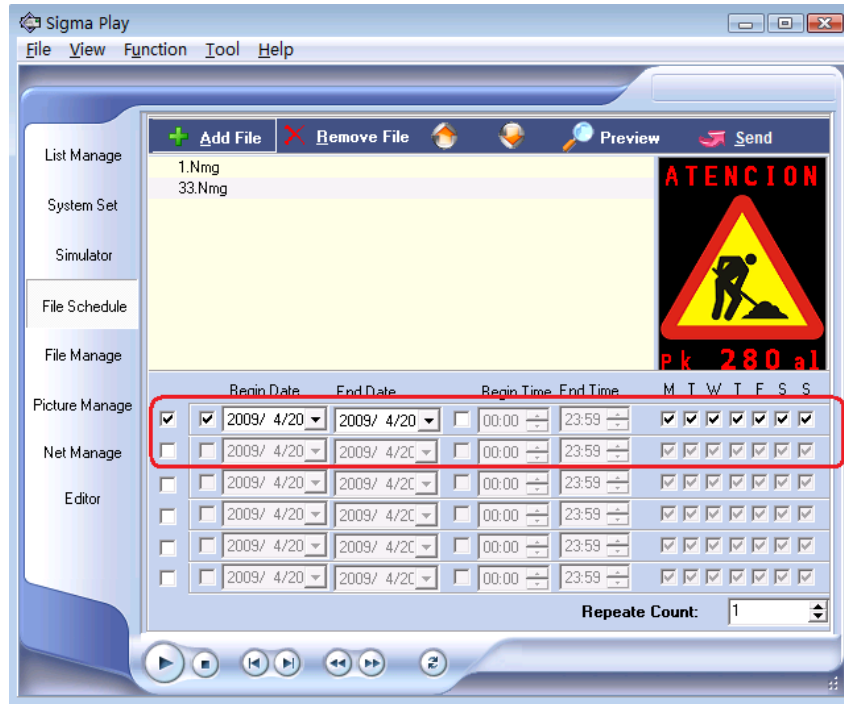 Sigma Play
File View Function Tool Help
Add File Remove File Preview Send
List Manage
System Set
Simulator
File Schedule
File Manage
Picture Manage
Net Manage
Editor
1.Nmg
33.Nmg
ATENCION
Pk 280 al
Begin Date End Date Begin Time End Time M T W T F S S
2009/ 4/20 2009/ 4/20 00:00 23:59
2009/ 4/20 2009/ 4/20 00:00 23:59
2009/ 4/20 2009/ 4/20 00:00 23:59
2009/ 4/20 2009/ 4/20 00:00 23:59
2009/ 4/20 2009/ 4/20 00:00 23:59
2009/ 4/20 2009/ 4/20 00:00 23:59
Repeate Count: 1